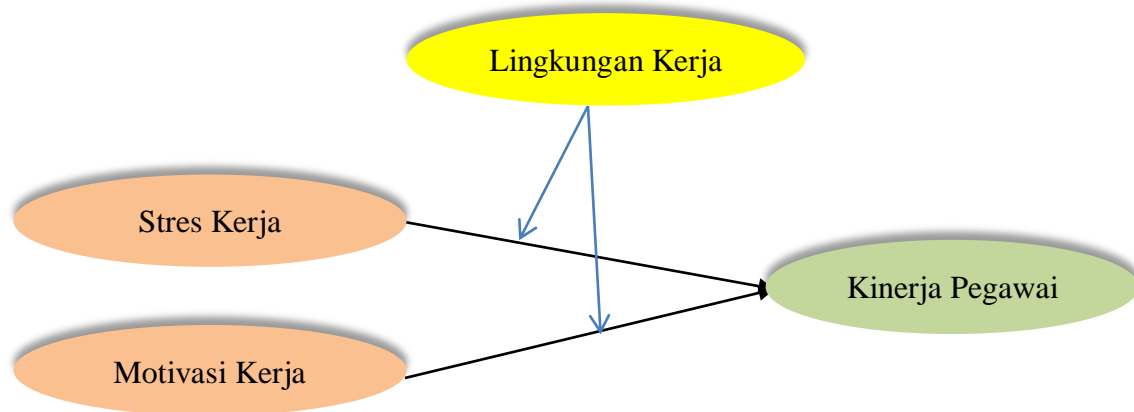 Lingkungan Kerja
Stres Kerja
Kinerja Pegawai
Motivasi Kerja